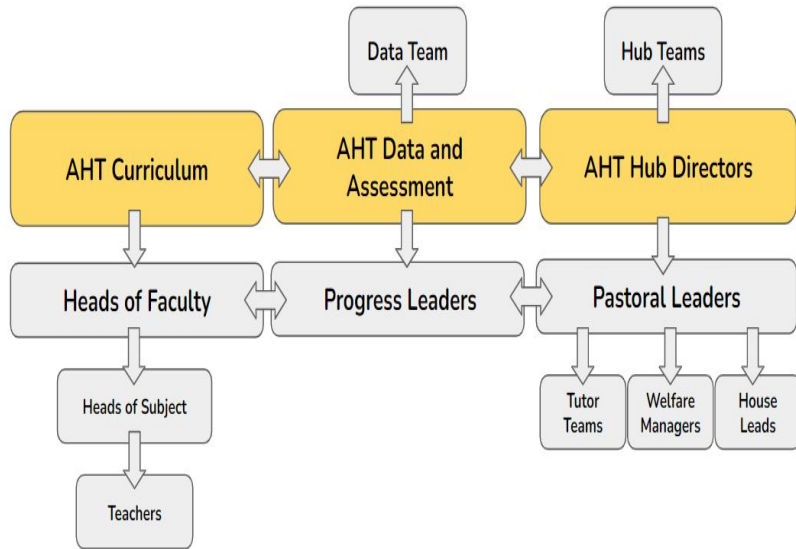 Data Team
Hub Teams
AHT Curriculum
AHT Data and
Assessment
AHT Hub Directors
Heads of Faculty
Progress Leaders
Pastoral Leaders
Heads of Subject
Tutor
Teams
Welfare
Managers
House
Leads
Teachers